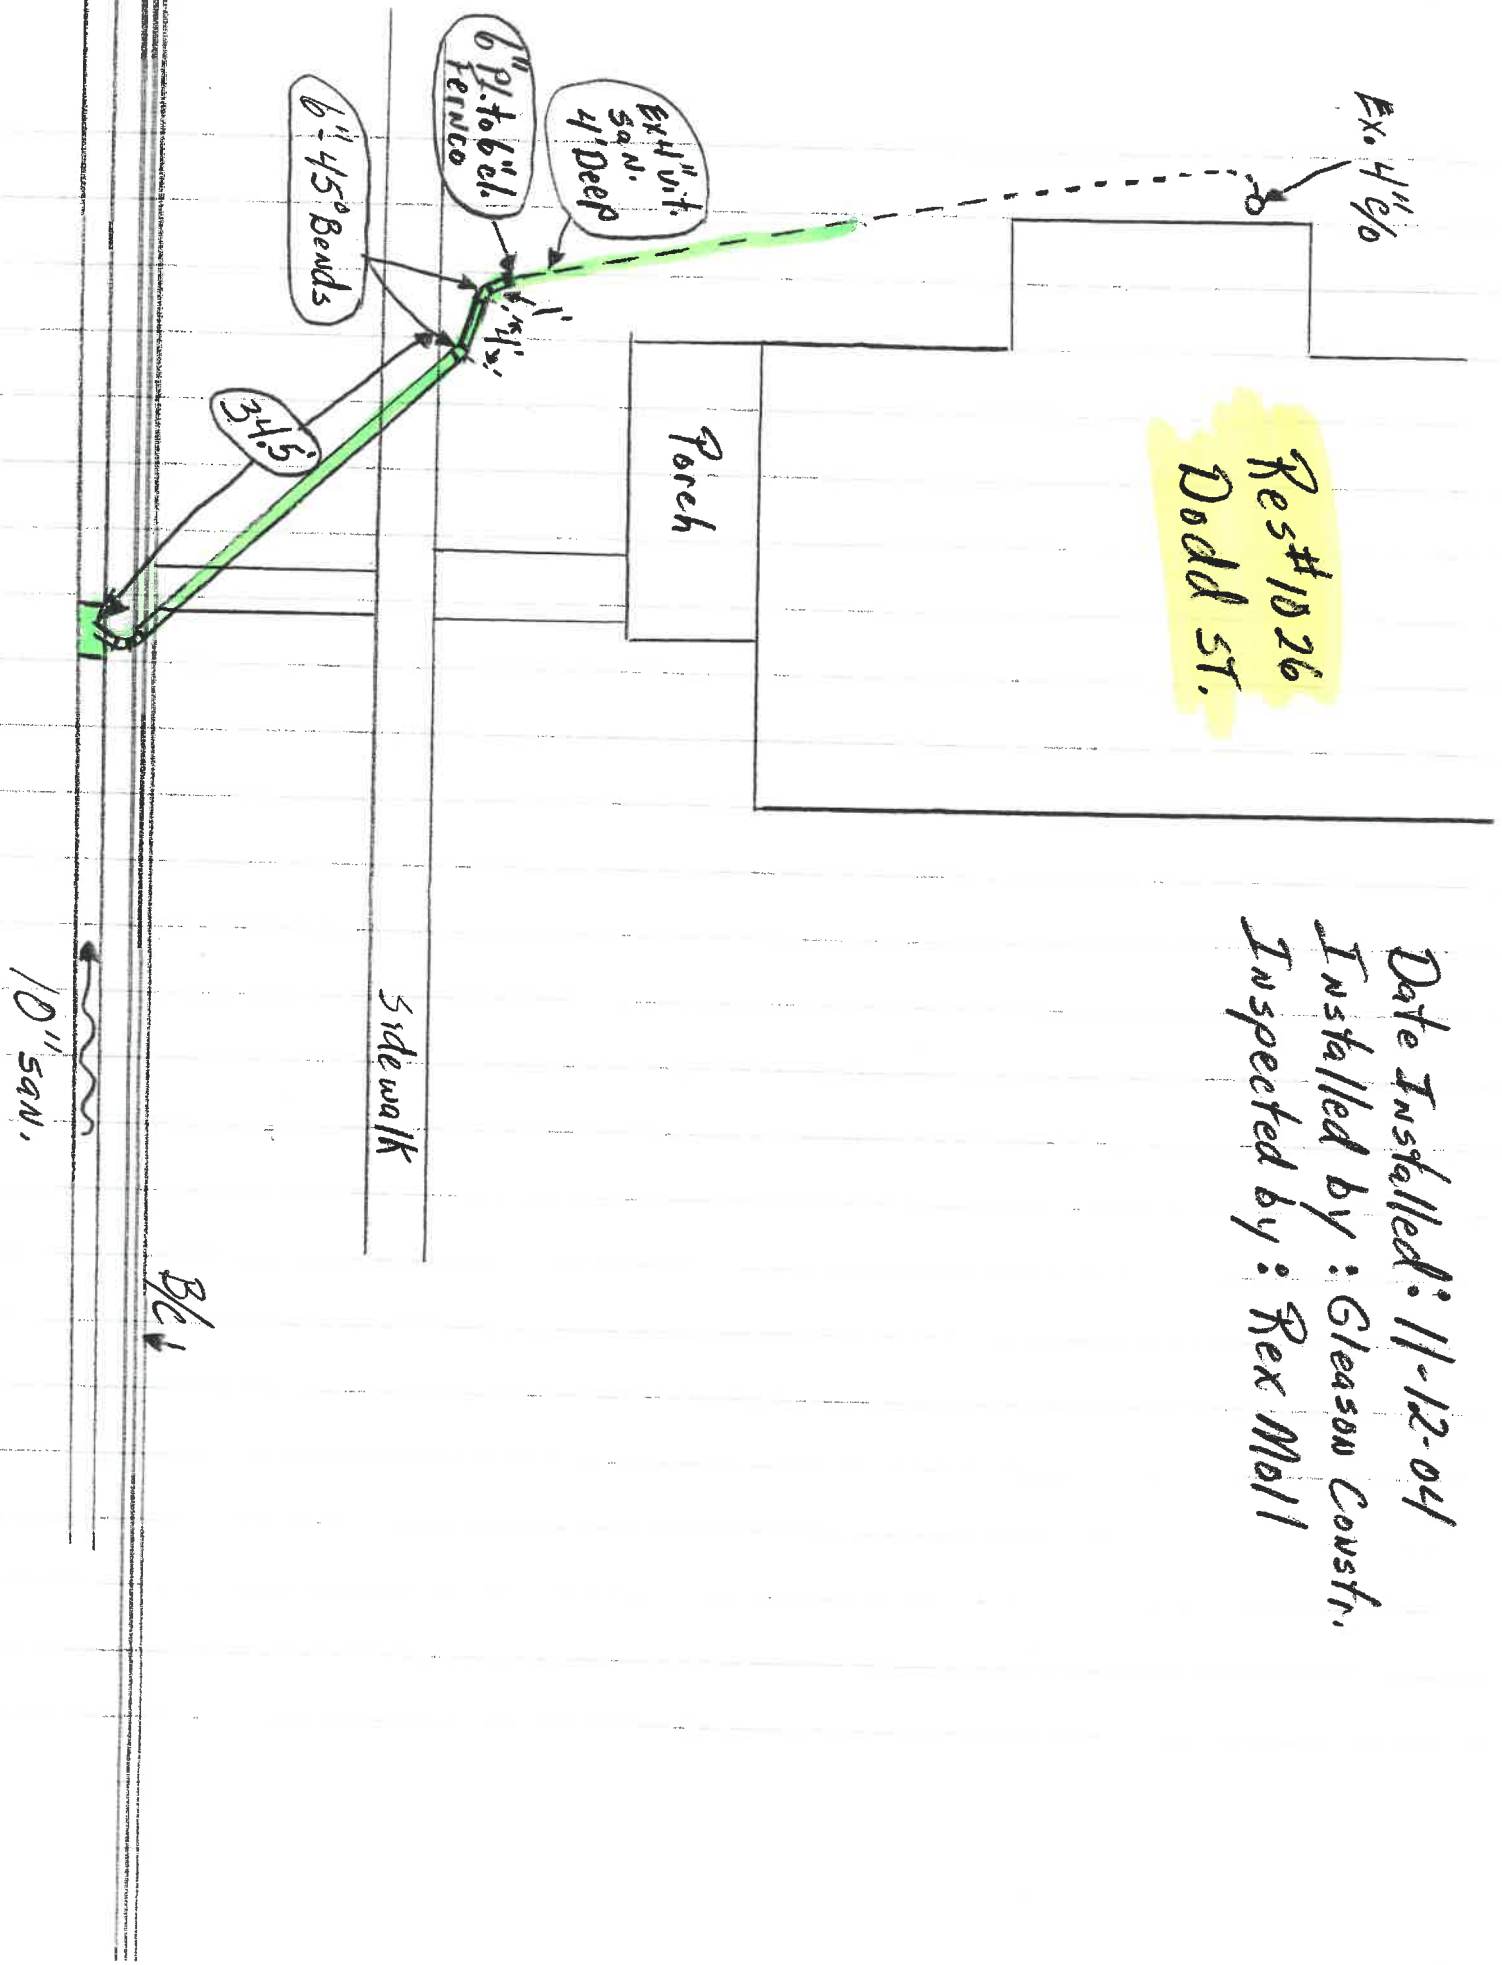 Date Installed: 11-12-04
Installed by: Gleason Constr.
Inspected by: Rex Moll
Res# 1026
Dodd ST.
Ex. 4" C/O
Porch
Ex 4" Vit.
SAN.
4' Deep
6" Pl. to 6" cl.
FERNCO
1'
4'
6"-45° Bends
34.5'
Sidewalk
B/C
10" SAN.